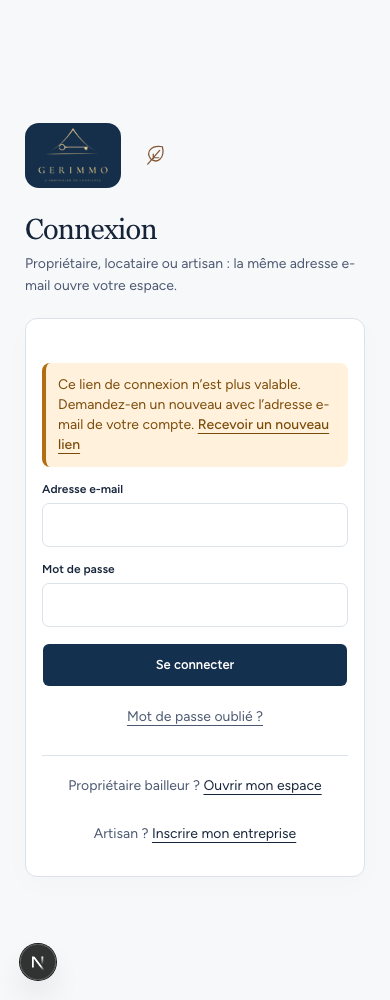 GERIMMO
Connexion
Propriétaire, locataire ou artisan : la même adresse e-
mail ouvre votre espace.
Ce lien de connexion n’est plus valable.
Demandez-en un nouveau avec l’adresse e-
mail de votre compte. Recevoir un nouveau
lien
Adresse e-mail
Mot de passe
Se connecter
Mot de passe oublié ?
Propriétaire bailleur ? Ouvrir mon espace
Artisan ? Inscrire mon entreprise
N